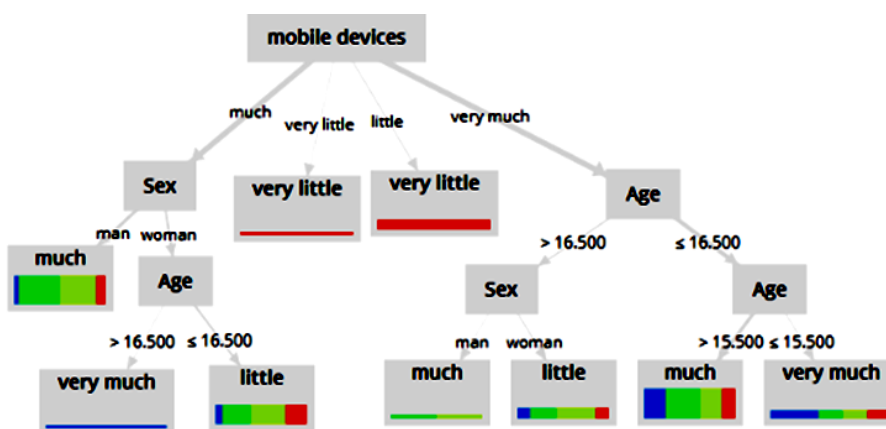 mobile devices
much
very little
little
very much
Sex
very little
very little
Age
man
woman
> 16.500
≤ 16.500
much
Age
Sex
Age
> 16.500
≤ 16.500
man
woman
> 15.500
≤ 15.500
very much
little
much
little
much
very much